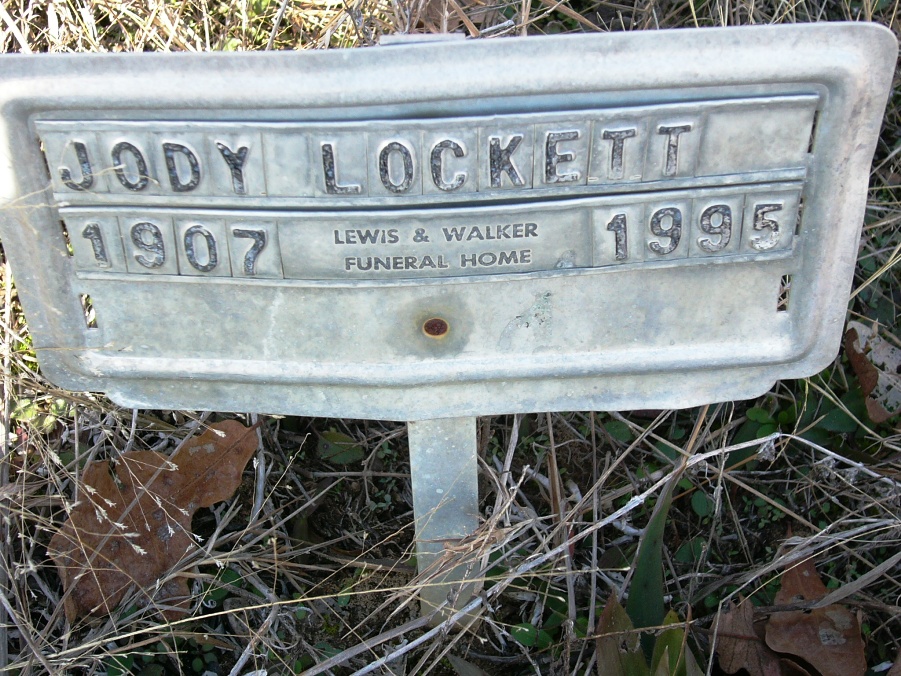 JODY LOCKETT
1907 LEWIS & WALKER 1995
FUNERAL HOME